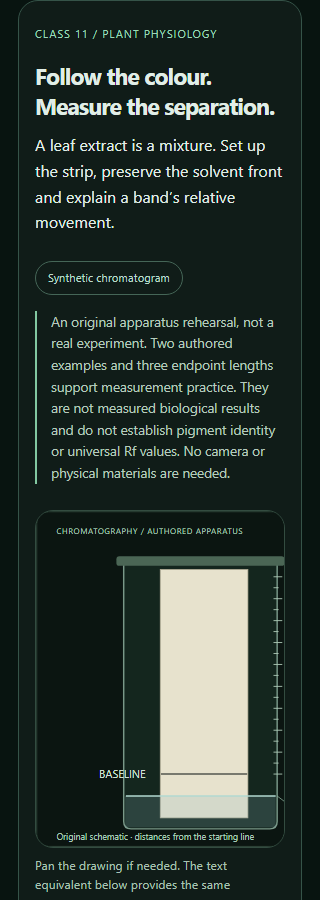 CLASS 11 / PLANT PHYSIOLOGY
Follow the colour.
Measure the separation.
A leaf extract is a mixture. Set up
the strip, preserve the solvent front
and explain a band's relative
movement.
Synthetic chromatogram
An original apparatus rehearsal, not a
real experiment. Two authored
examples and three endpoint lengths
support measurement practice. They
are not measured biological results
and do not establish pigment identity
or universal Rf values. No camera or
physical materials are needed.
CHROMATOGRAPHY / AUTHORED APPARATUS
BASELINE
Original schematic · distances from the starting line
Pan the drawing if needed. The text
equivalent below provides the same